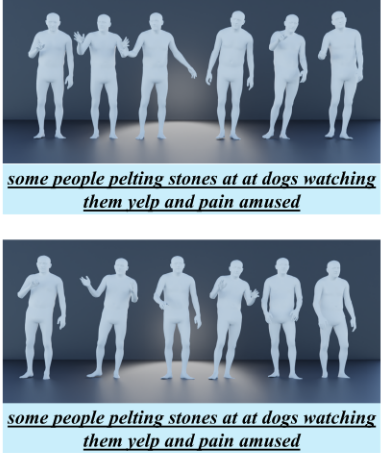 some people pelting stones at at dogs watching
them yelp and pain amused
some people pelting stones at at dogs watching
them yelp and pain amused